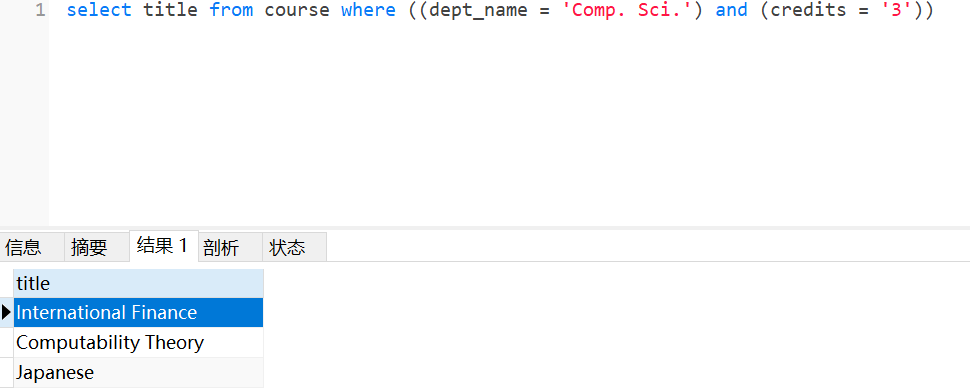 1 select title from course where ((dept_name = 'Comp. Sci.') and (credits = '3'))
信息 摘要 结果 1 剖析 状态
title
International Finance
Computability Theory
Japanese